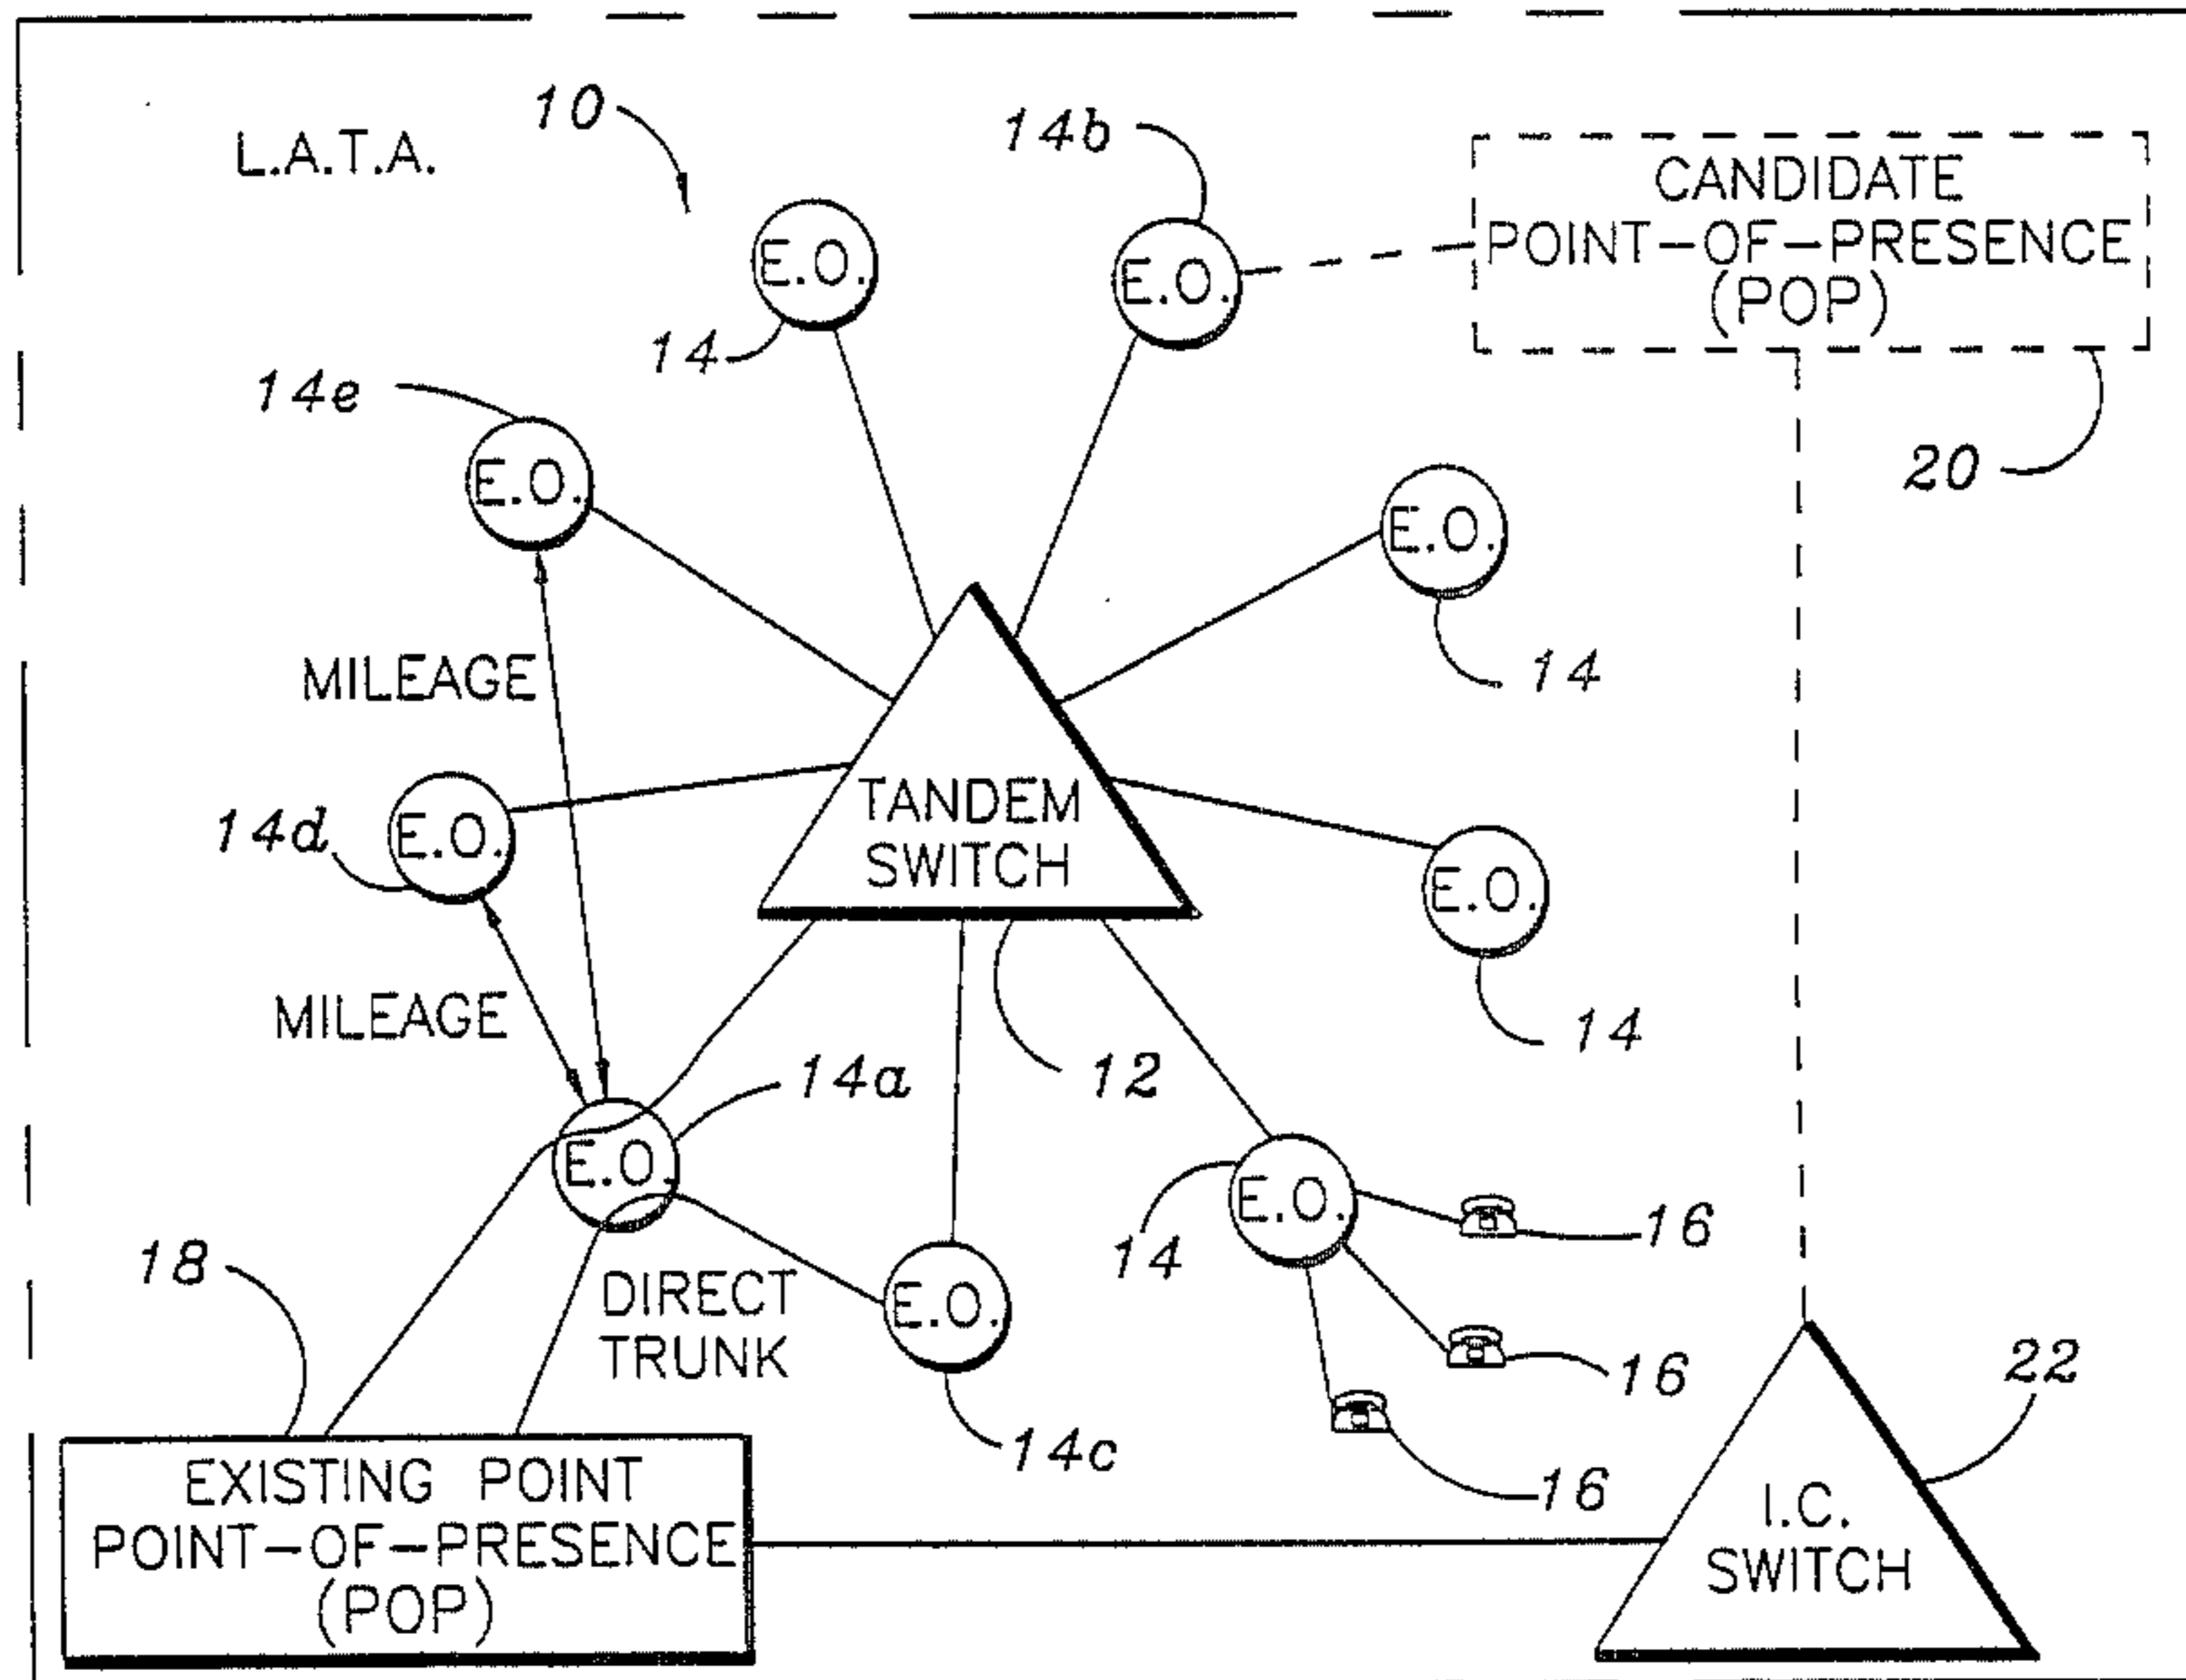 L.A.T.A.
10
14b
CANDIDATE
POINT-OF-PRESENCE
(POP)
E.O.
E.O.
14
14e
20
E.O.
E.O.
14
MILEAGE
TANDEM
SWITCH
14d
E.O.
E.O.
14
MILEAGE
12
14a
E.O.
14
E.O.
16
18
DIRECT
TRUNK
E.O.
16
22
14c
16
EXISTING POINT
POINT-OF-PRESENCE
(POP)
I.C.
SWITCH